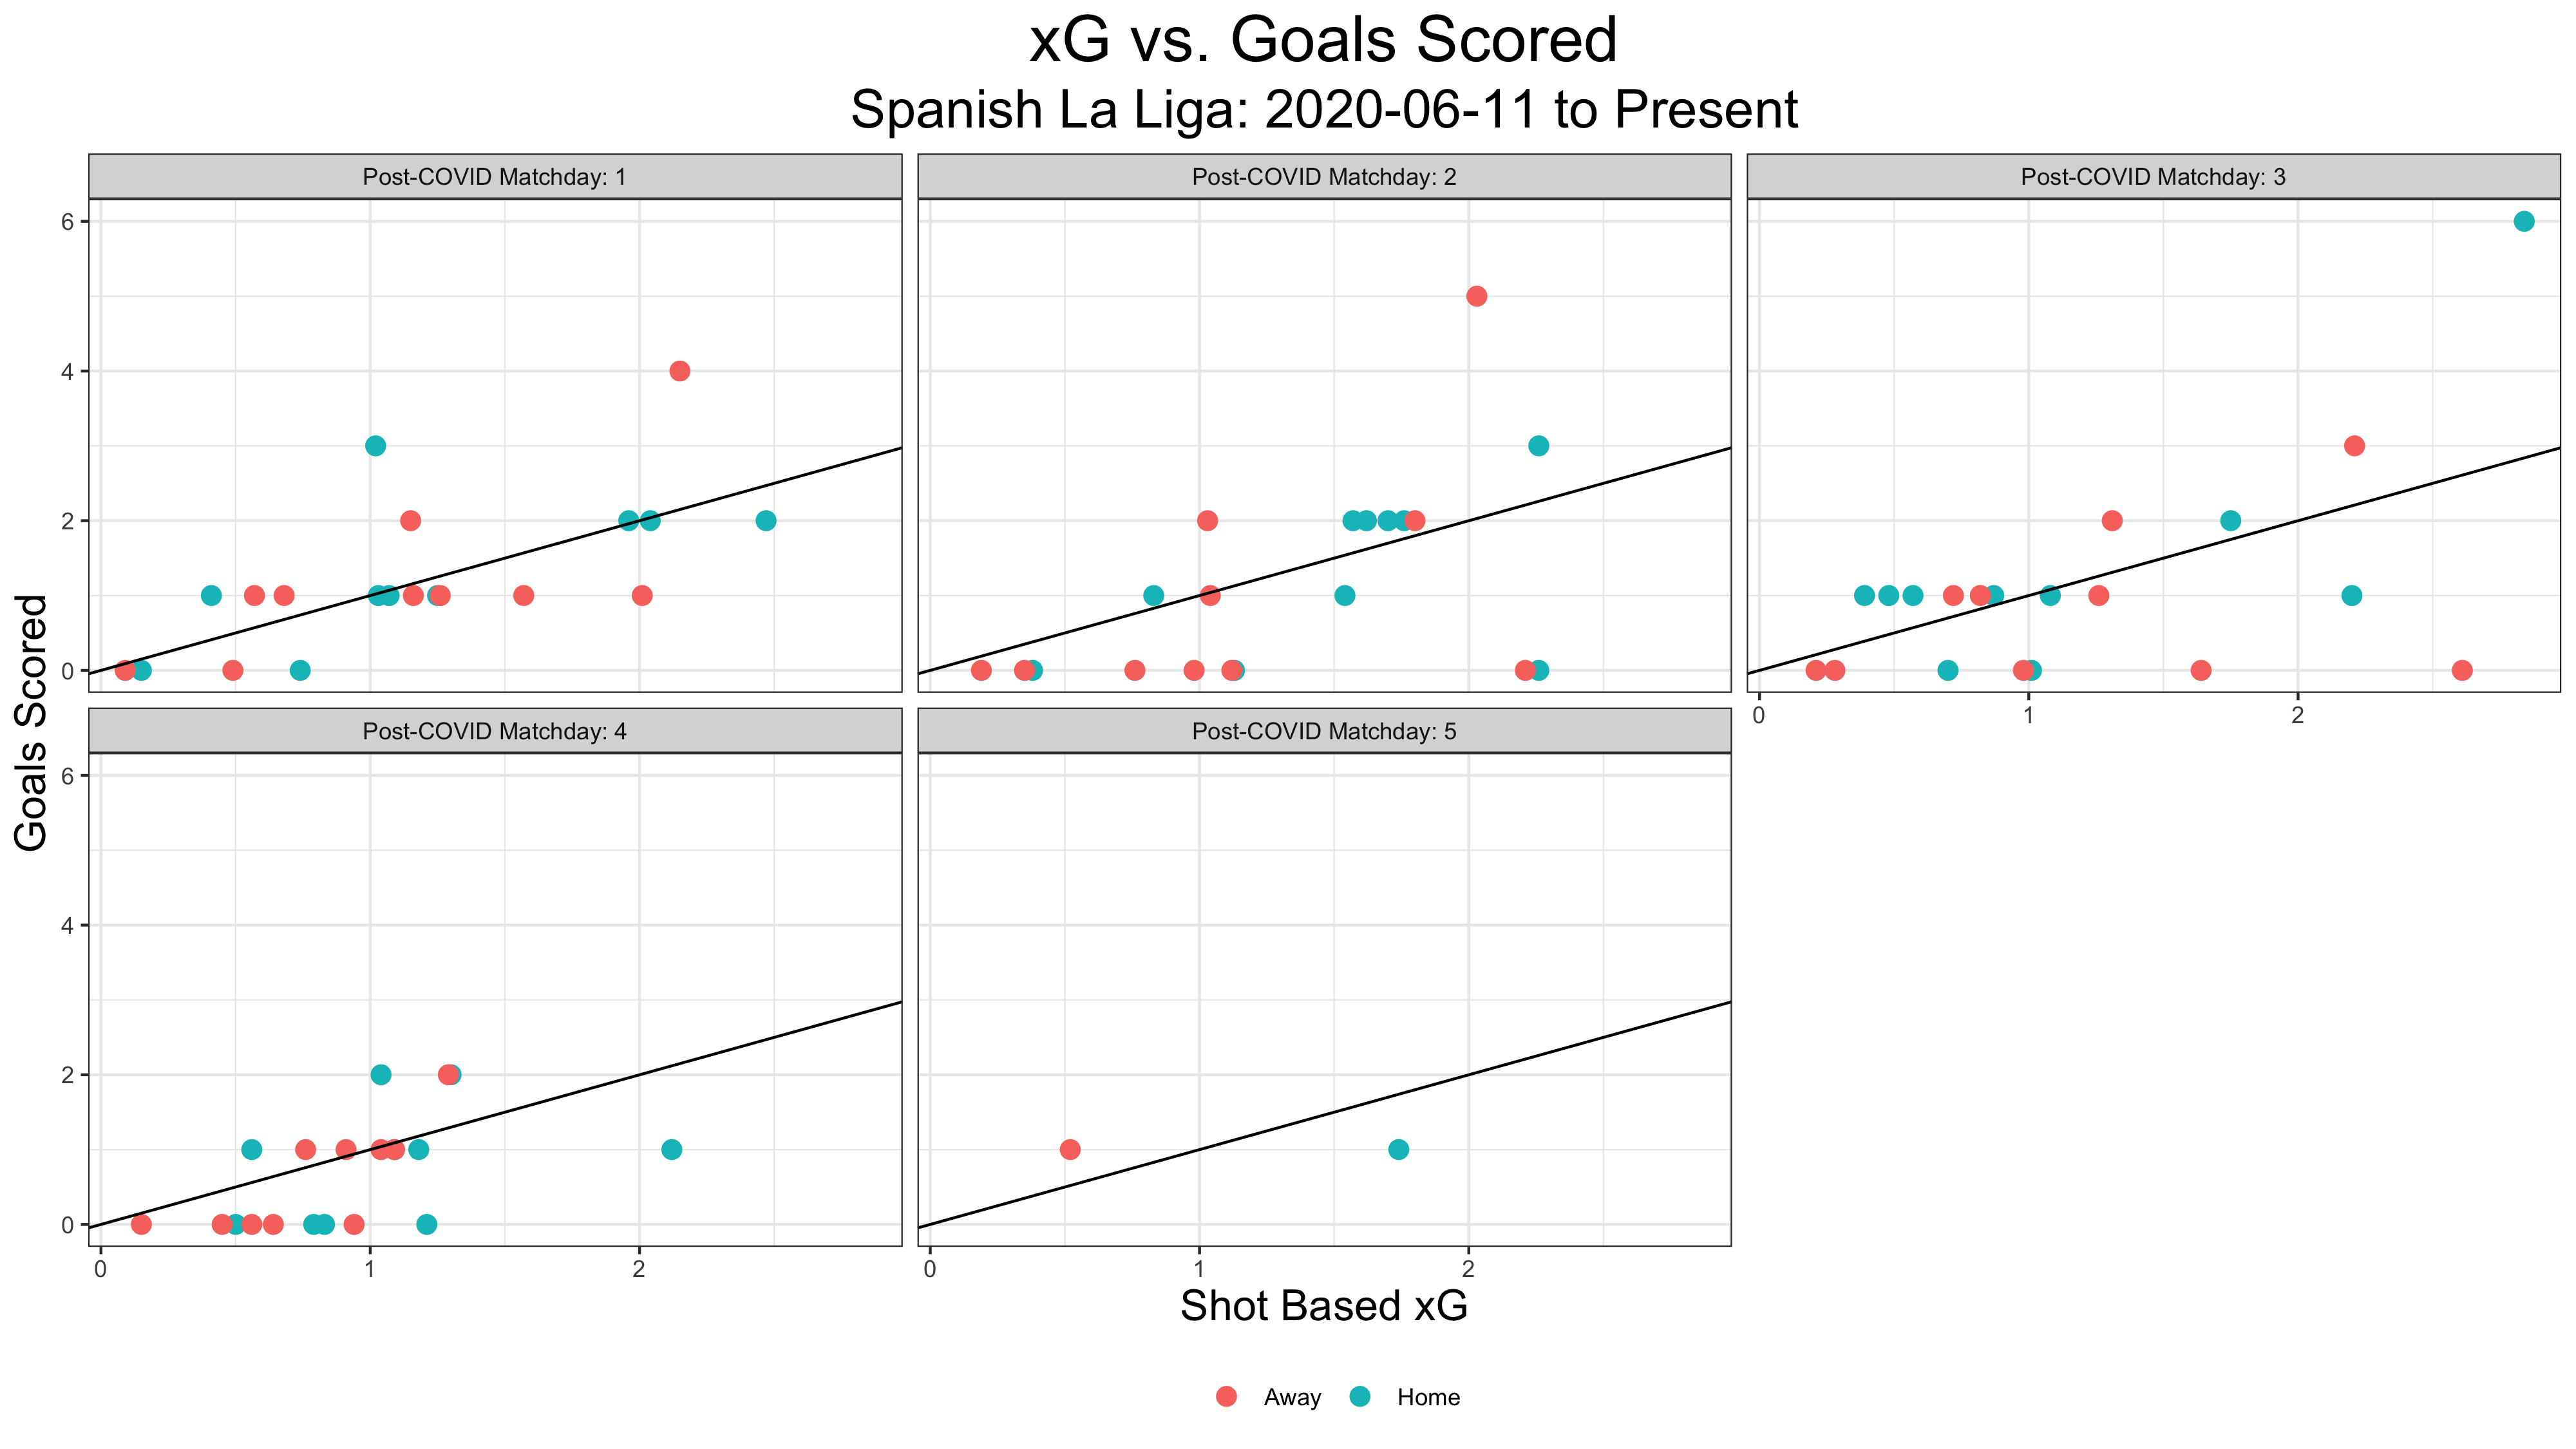 xG vs. Goals Scored
Spanish La Liga: 2020-06-11 to Present
Post-COVID Matchday: 1
Post-COVID Matchday: 2
Post-COVID Matchday: 3
6
4
2
0
0
1
2
Post-COVID Matchday: 4
Post-COVID Matchday: 5
6
4
2
0
0
1
2
0
1
2
Goals Scored
Shot Based xG
Away
Home